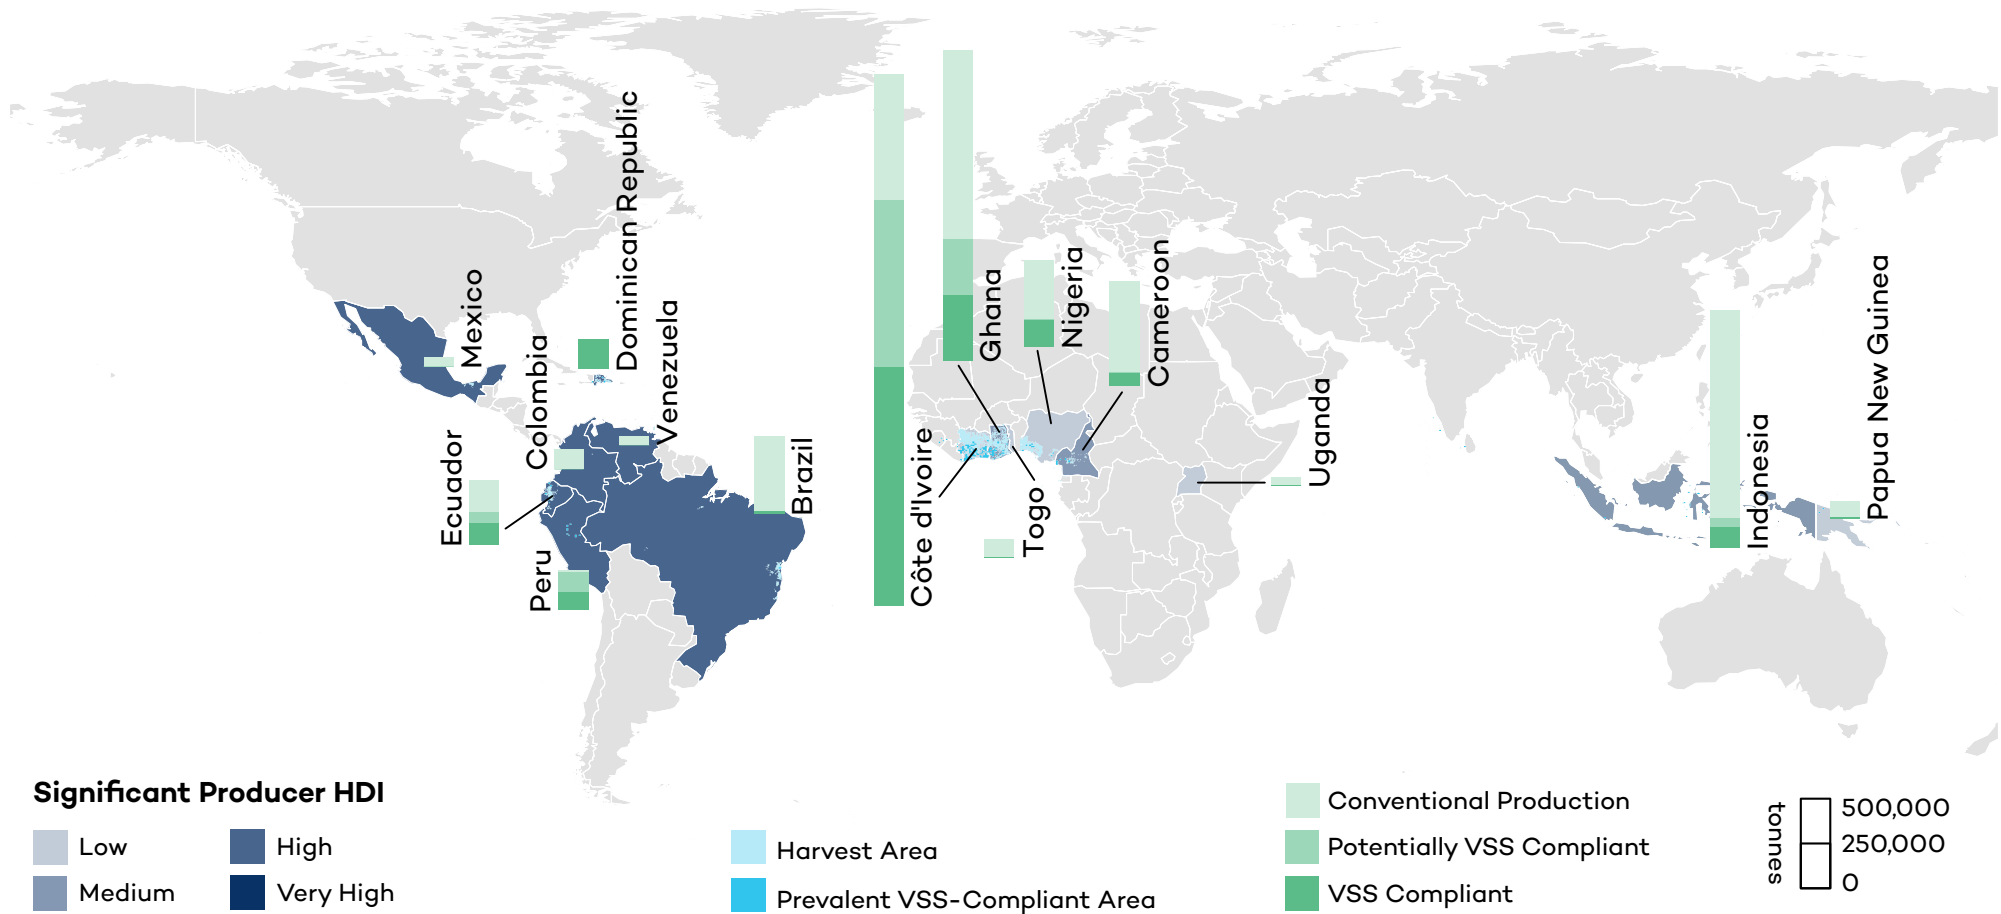 Dominican Republic
Mexico
Colombia
Venezuela
Ecuador
Peru
Brazil
Côte d'Ivoire
Ghana
Nigeria
Cameroon
Togo
Uganda
Indonesia
Papua New Guinea
Significant Producer HDI
Low
High
Medium
Very High
Harvest Area
Prevalent VSS-Compliant Area
Conventional Production
Potentially VSS Compliant
VSS Compliant
tonnes
500,000
250,000
0